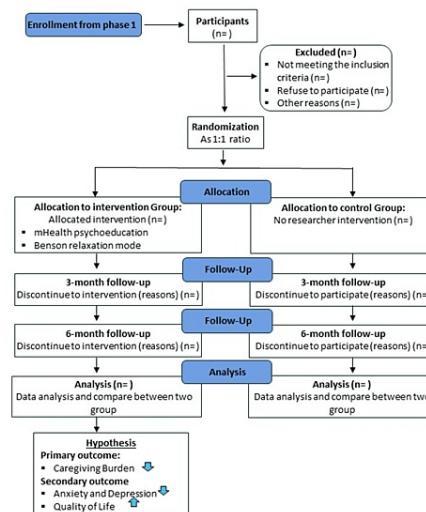 Enrollment from phase 1
Participants
(n= )
Excluded (n= )
▪ Not meeting the inclusion
criteria (n= )
▪ Refuse to participate (n= )
▪ Other reasons (n= )
Randomization
As 1:1 ratio
Allocation
Allocation to intervention Group:
Allocated intervention (n= )
▪ mHealth psychoeducation
▪ Benson relaxation mode
Allocation to control Group:
No researcher intervention (n= )
Follow-Up
3-month follow-up
Discontinue to intervention (reasons) (n= )
3-month follow-up
Discontinue to participate (reasons) (n=
Follow-Up
6-month follow-up
Discontinue to intervention (reasons) (n= )
6-month follow-up
Discontinue to participate (reasons) (n=
Analysis
Analysis (n= )
Data analysis and compare between two
group
Analysis (n= )
Data analysis and compare between two
group
Hypothesis
Primary outcome:
▪ Caregiving Burden
Secondary outcome
▪ Anxiety and Depression
▪ Quality of Life